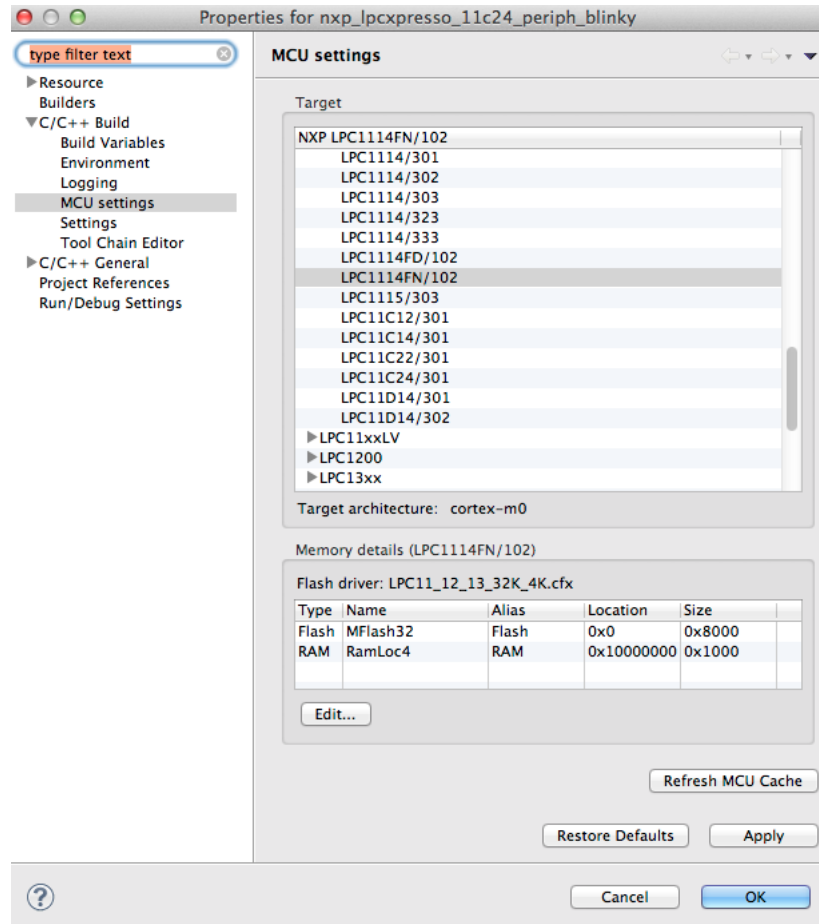 Properties for nxp_lpcxpresso_11c24_periph_blinky
type filter text
Resource
Builders
C/C++ Build
Build Variables
Environment
Logging
MCU settings
Settings
Tool Chain Editor
C/C++ General
Project References
Run/Debug Settings
MCU settings
Target
NXP LPC1114FN/102
LPC1114/301
LPC1114/302
LPC1114/303
LPC1114/323
LPC1114/333
LPC1114FD/102
LPC1114FN/102
LPC1115/303
LPC11C12/301
LPC11C14/301
LPC11C22/301
LPC11C24/301
LPC11D14/301
LPC11D14/302
LPC11xxLV
LPC1200
LPC13xx
Target architecture: cortex-m0
Memory details (LPC1114FN/102)
Flash driver: LPC11_12_13_32K_4K.cfx
Type Name Alias Location Size
Flash MFlash32 Flash 0x0 0x8000
RAM RamLoc4 RAM 0x10000000 0x1000
Edit...
Refresh MCU Cache
Restore Defaults Apply
? Cancel OK